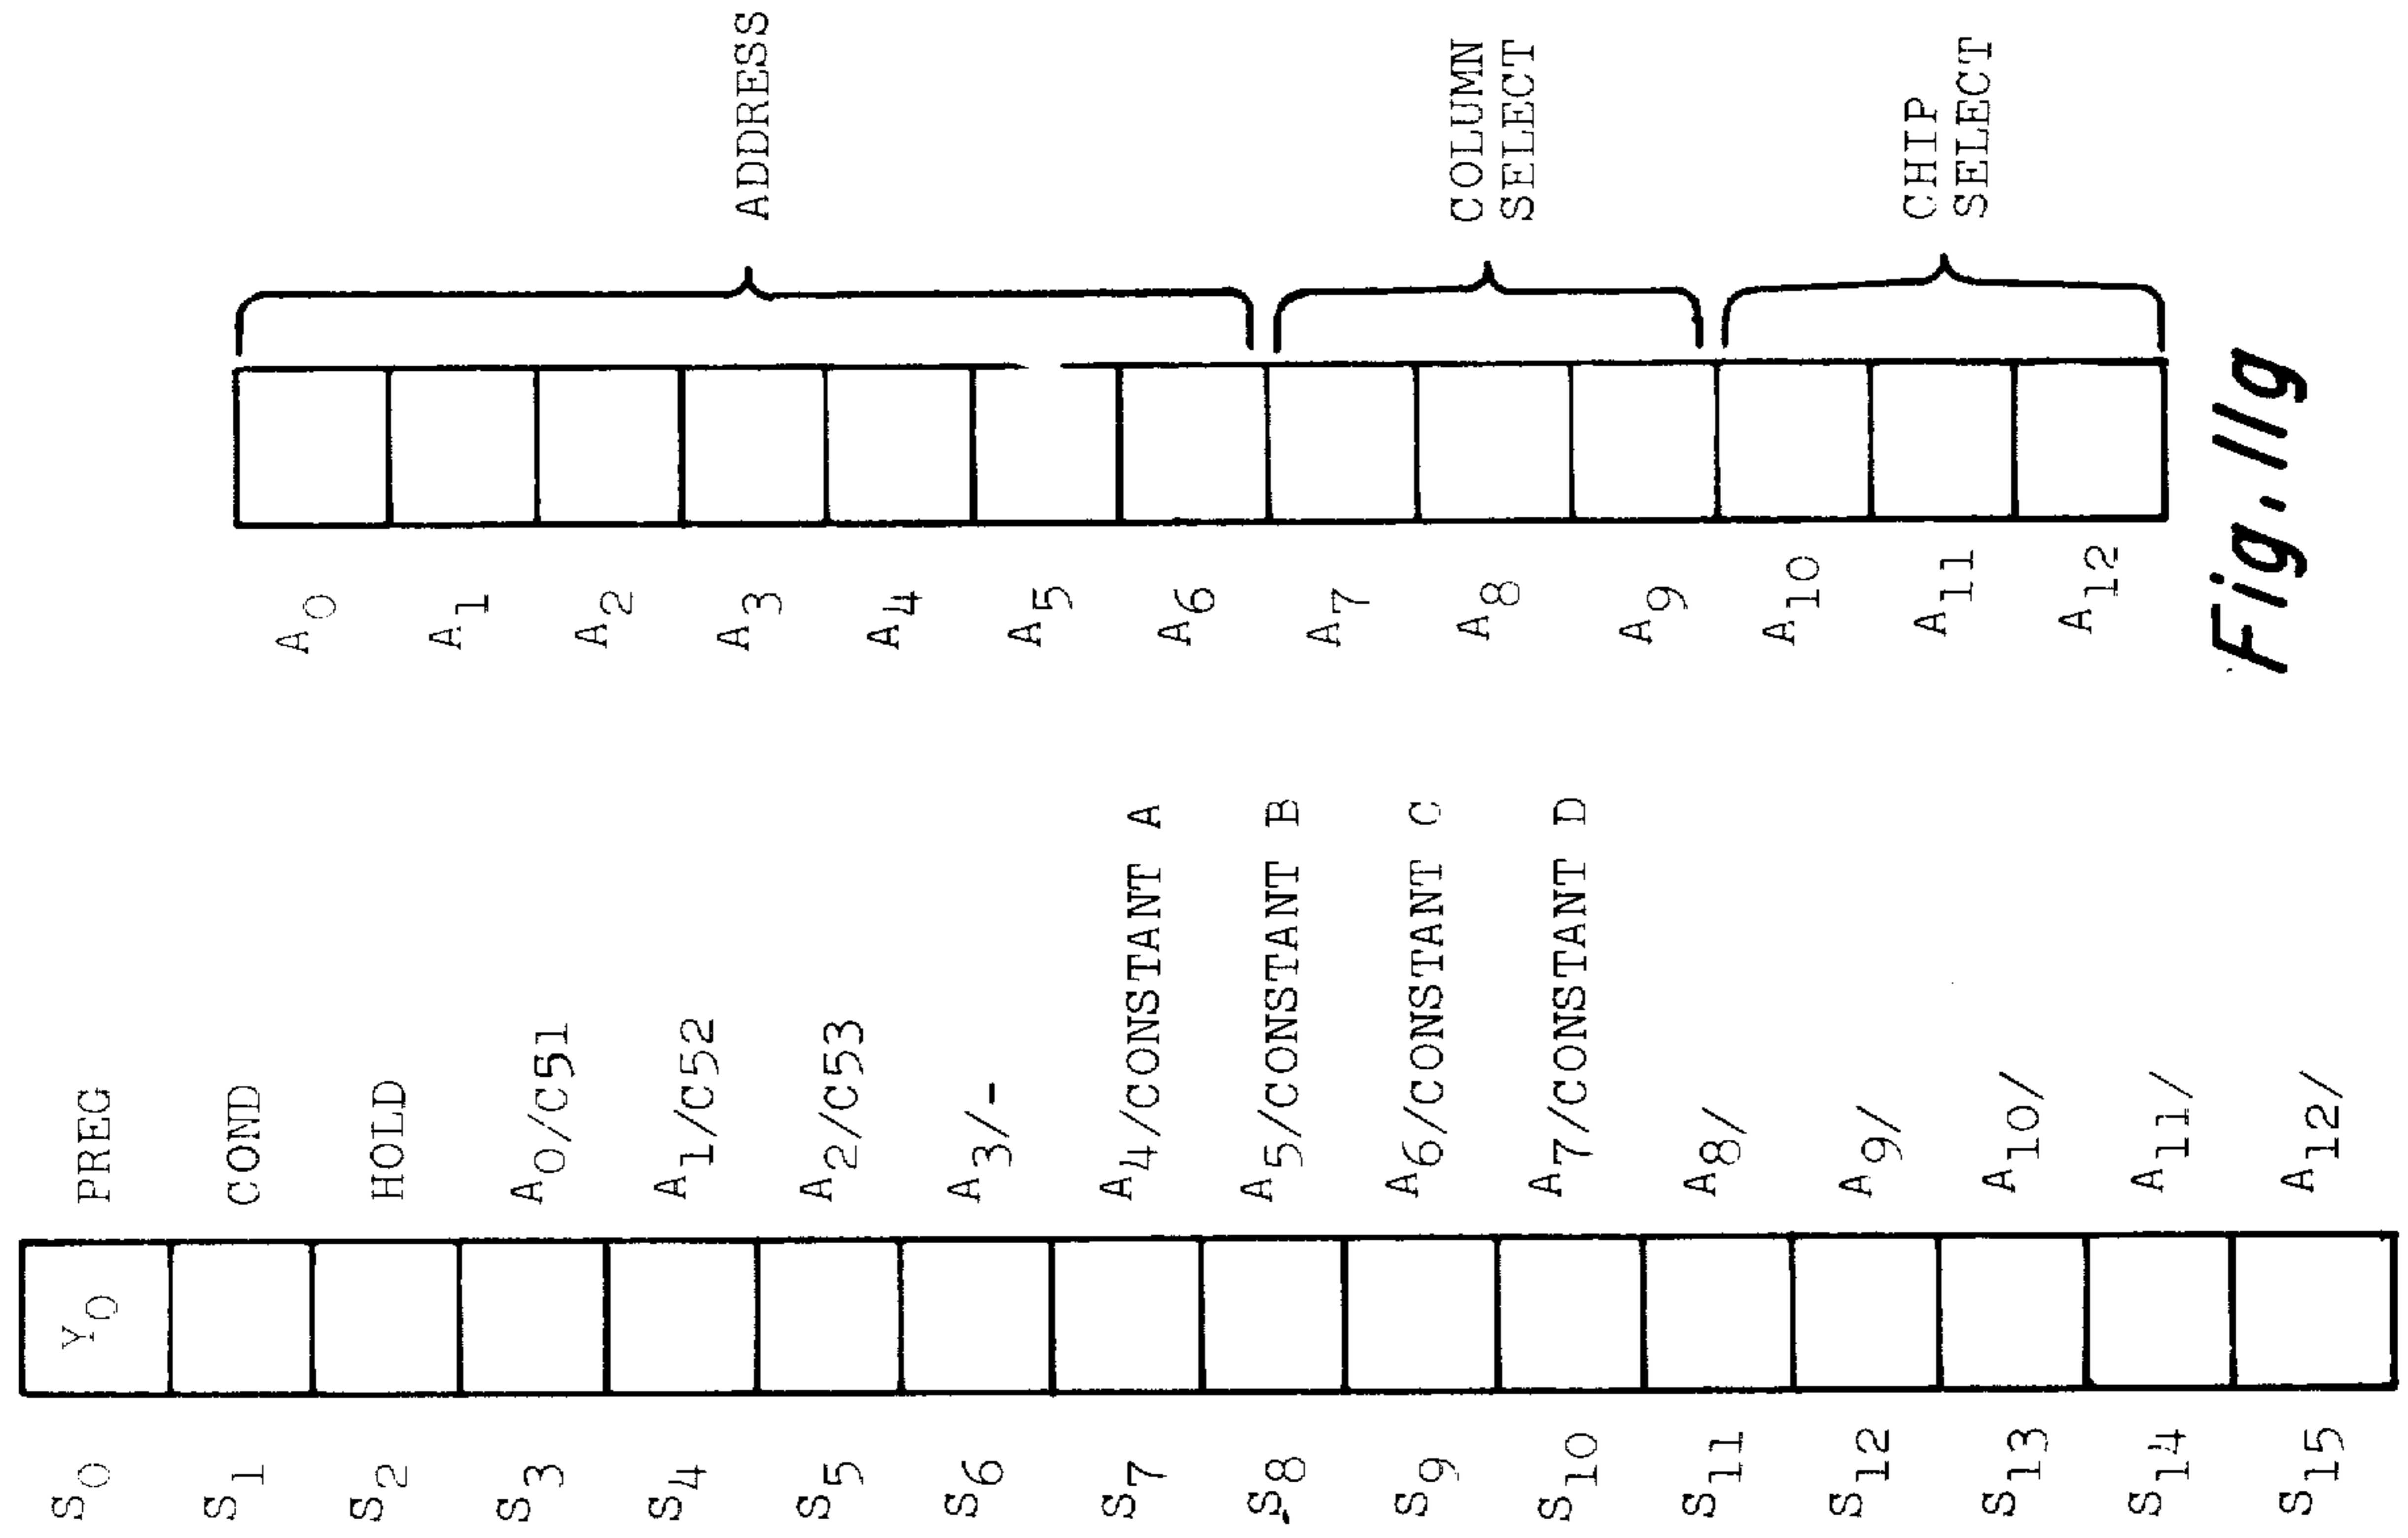 S0 Y0 PREG
S1 COND
S2 HOLD
S3 A0/C51
S4 A1/C52
S5 A2/C53
S6 A3/-
S7 A4/CONSTANT A
S8 A5/CONSTANT B
S9 A6/CONSTANT C
S10 A7/CONSTANT D
S11 A8/
S12 A9/
S13 A10/
S14 A11/
S15 A12/
A0
A1
A2
A3
A4
A5
A6
A7
A8
A9
A10
A11
A12
ADDRESS
COLUMN
SELECT
CHIP
SELECT
Fig. 11g